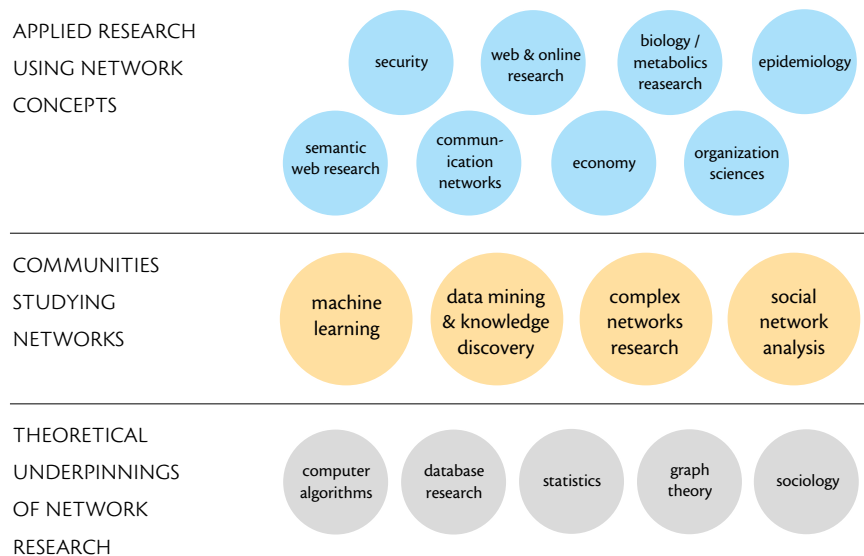 APPLIED RESEARCH
USING NETWORK
CONCEPTS
security
web & online
research
biology /
metabolics
reasearch
epidemiology
semantic
web research
commun-
ication
networks
economy
organization
sciences
COMMUNITIES
STUDYING
NETWORKS
machine
learning
data mining
& knowledge
discovery
complex
networks
research
social
network
analysis
THEORETICAL
UNDERPINNINGS
OF NETWORK
RESEARCH
computer
algorithms
database
research
statistics
graph
theory
sociology